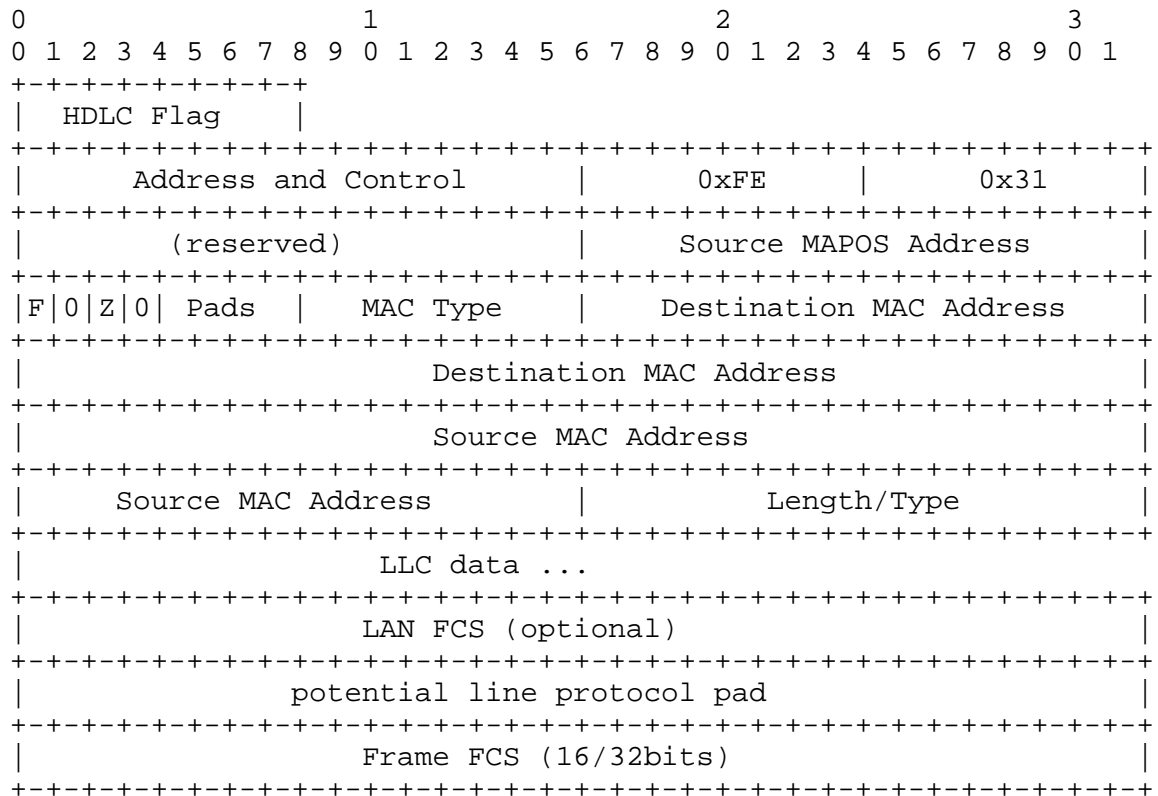 0                   1                   2                   3
0 1 2 3 4 5 6 7 8 9 0 1 2 3 4 5 6 7 8 9 0 1 2 3 4 5 6 7 8 9 0 1
+-+-+-+-+-+-+-+-+
|   HDLC Flag    |
+-+-+-+-+-+-+-+-+-+-+-+-+-+-+-+-+-+-+-+-+-+-+-+-+-+-+-+-+-+-+-+-+
|      Address and Control      |      0xFE     |      0x31     |
+-+-+-+-+-+-+-+-+-+-+-+-+-+-+-+-+-+-+-+-+-+-+-+-+-+-+-+-+-+-+-+-+
|        (reserved)             |     Source MAPOS Address      |
+-+-+-+-+-+-+-+-+-+-+-+-+-+-+-+-+-+-+-+-+-+-+-+-+-+-+-+-+-+-+-+-+
|F|0|Z|0| Pads  |   MAC Type    |    Destination MAC Address    |
+-+-+-+-+-+-+-+-+-+-+-+-+-+-+-+-+-+-+-+-+-+-+-+-+-+-+-+-+-+-+-+-+
|                       Destination MAC Address                 |
+-+-+-+-+-+-+-+-+-+-+-+-+-+-+-+-+-+-+-+-+-+-+-+-+-+-+-+-+-+-+-+-+
|                       Source MAC Address                      |
+-+-+-+-+-+-+-+-+-+-+-+-+-+-+-+-+-+-+-+-+-+-+-+-+-+-+-+-+-+-+-+-+
|     Source MAC Address        |          Length/Type          |
+-+-+-+-+-+-+-+-+-+-+-+-+-+-+-+-+-+-+-+-+-+-+-+-+-+-+-+-+-+-+-+-+
|                    LLC data ...
+-+-+-+-+-+-+-+-+-+-+-+-+-+-+-+-+-+-+-+-+-+-+-+-+-+-+-+-+-+-+-+-+
|                   LAN FCS (optional)                          |
+-+-+-+-+-+-+-+-+-+-+-+-+-+-+-+-+-+-+-+-+-+-+-+-+-+-+-+-+-+-+-+-+
|               potential line protocol pad                     |
+-+-+-+-+-+-+-+-+-+-+-+-+-+-+-+-+-+-+-+-+-+-+-+-+-+-+-+-+-+-+-+-+
|                   Frame FCS (16/32bits)                       |
+-+-+-+-+-+-+-+-+-+-+-+-+-+-+-+-+-+-+-+-+-+-+-+-+-+-+-+-+-+-+-+-+